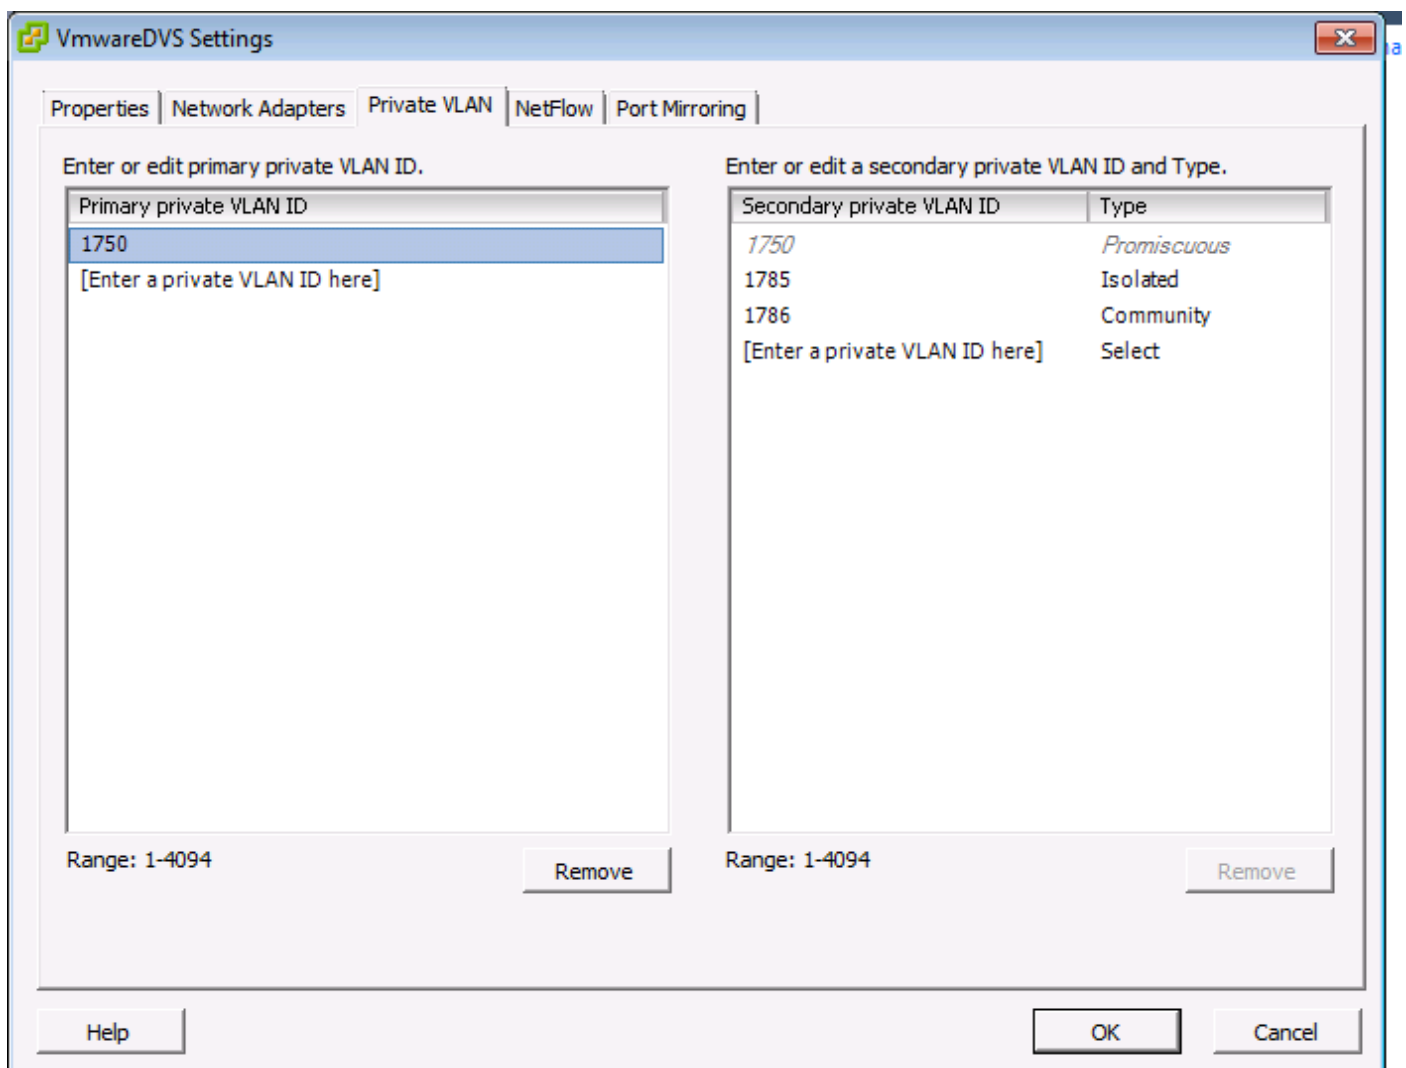 VmwareDVS Settings
Properties Network Adapters Private VLAN NetFlow Port Mirroring
Enter or edit primary private VLAN ID.
Primary private VLAN ID
1750
[Enter a private VLAN ID here]
Range: 1-4094
Remove
Enter or edit a secondary private VLAN ID and Type.
Secondary private VLAN ID Type
1750 Promiscuous
1785 Isolated
1786 Community
[Enter a private VLAN ID here] Select
Range: 1-4094
Remove
Help OK Cancel